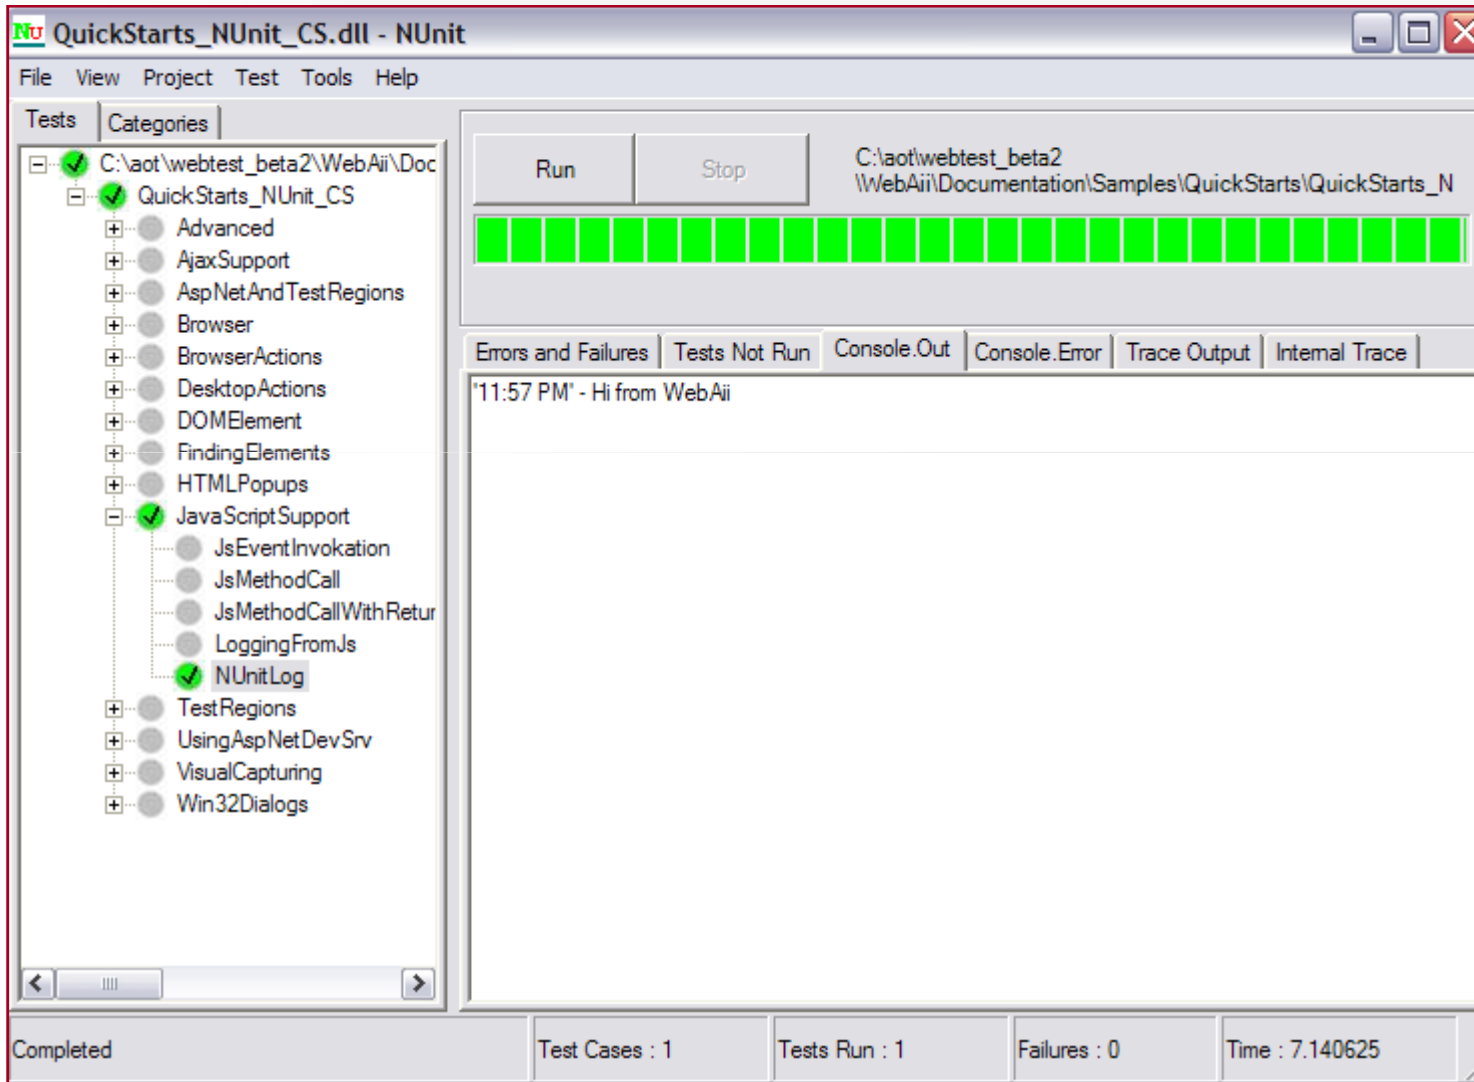 NU QuickStarts_NUnit_CS.dll - NUnit
File View Project Test Tools Help
Tests Categories
C:\aot\webtest_beta2\WebAii\Doc
QuickStarts_NUnit_CS
Advanced
AjaxSupport
AspNetAndTestRegions
Browser
BrowserActions
DesktopActions
DOMElement
FindingElements
HTMLPopups
JavaScriptSupport
JsEventInvokation
JsMethodCall
JsMethodCallWithRetur
LoggingFromJs
NUnitLog
TestRegions
UsingAspNetDevSrv
VisualCapturing
Win32Dialogs
Run Stop
C:\aot\webtest_beta2
\WebAii\Documentation\Samples\QuickStarts\QuickStarts_N
Errors and Failures Tests Not Run Console.Out Console.Error Trace Output Internal Trace
"11:57 PM" - Hi from WebAii
Completed Test Cases : 1 Tests Run : 1 Failures : 0 Time : 7.140625